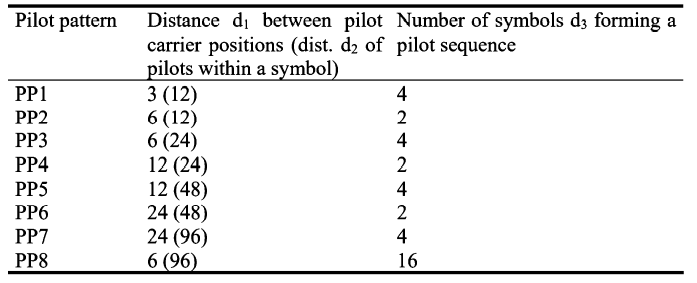 Pilot pattern Distance d₁ between pilot Number of symbols d₃ forming a
carrier positions (dist. d₂ of pilot sequence
pilots within a symbol)
PP1 3 (12) 4
PP2 6 (12) 2
PP3 6 (24) 4
PP4 12 (24) 2
PP5 12 (48) 4
PP6 24 (48) 2
PP7 24 (96) 4
PP8 6 (96) 16